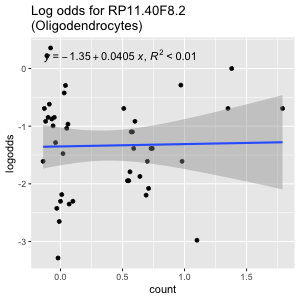 Log odds for RP11.40F8.2
(Oligodendrocytes)
y = −1.35 + 0.0405 x, R² < 0.01
0
-1
-2
-3
logodds
0.0
0.5
1.0
1.5
count